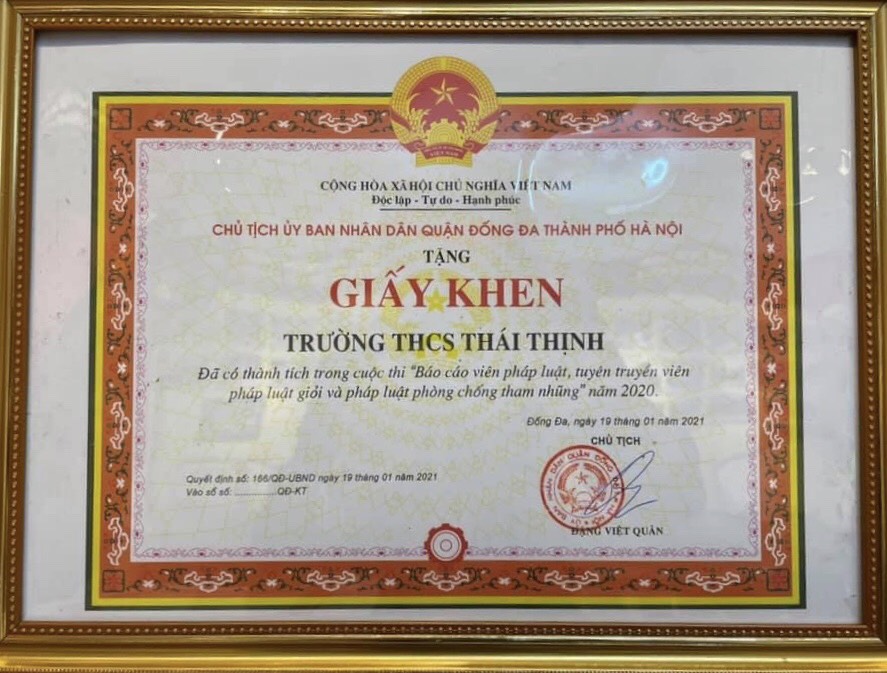 CỘNG HÒA XÃ HỘI CHỦ NGHĨA VIỆT NAM
Độc lập - Tự do - Hạnh phúc
CHỦ TỊCH ỦY BAN NHÂN DÂN QUẬN ĐỐNG ĐA THÀNH PHỐ HÀ NỘI
TẶNG
GIẤY KHEN
TRƯỜNG THCS THÁI THỊNH
Đã có thành tích trong cuộc thi "Báo cáo viên pháp luật, tuyên truyền viên
pháp luật giỏi và pháp luật phòng chống tham nhũng" năm 2020.
Đống Đa, ngày 19 tháng 01 năm 2021
CHỦ TỊCH
Quyết định số: 166/QĐ-UBND ngày 19 tháng 01 năm 2021
Vào sổ số: ...............QĐ-KT
ĐẶNG VIỆT QUÂN